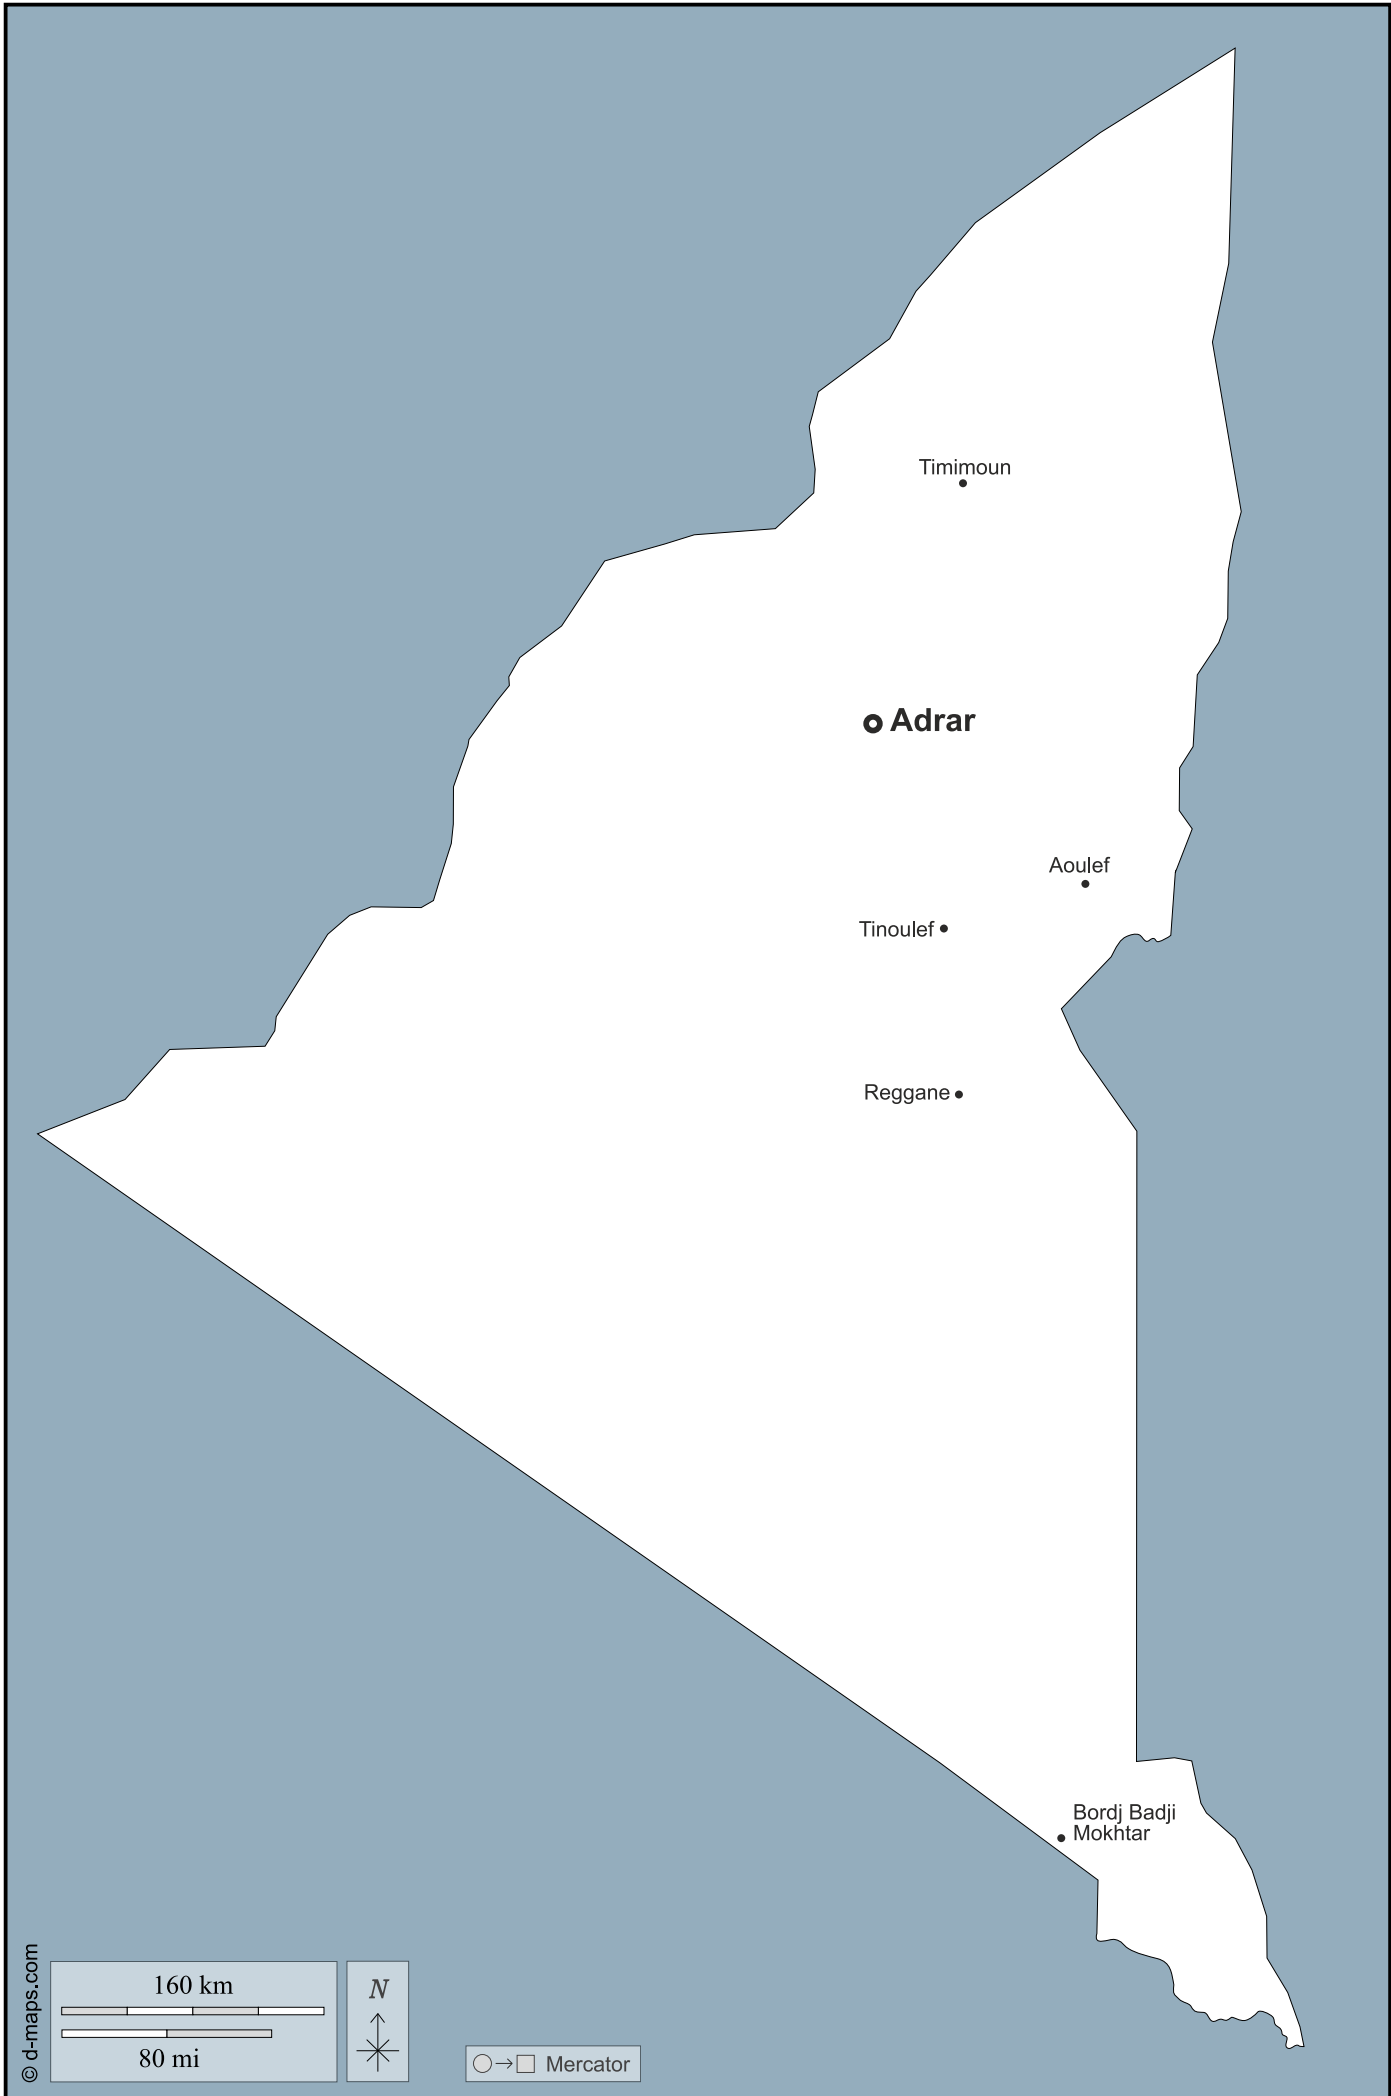 Timimoun
Adrar
Aoulef
Tinoulef
Reggane
Bordj Badji
Mokhtar
© d-maps.com
160 km
80 mi
N
Mercator